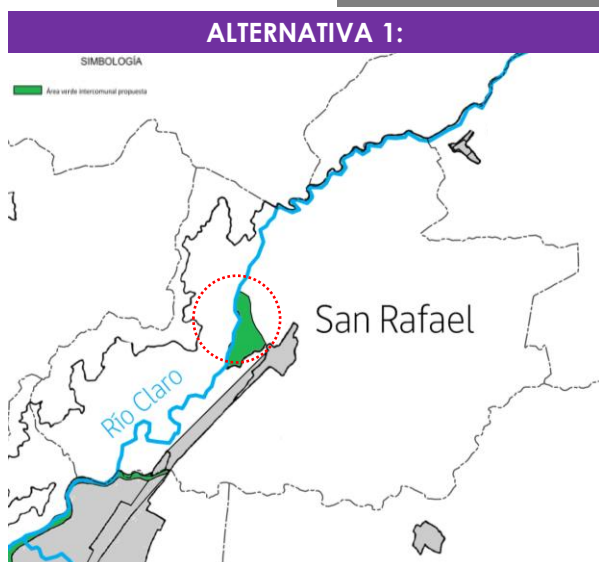 ALTERNATIVA 1:
SIMBOLOGÍA
Área verde intercomunal propuesta
San Rafael
Río Claro